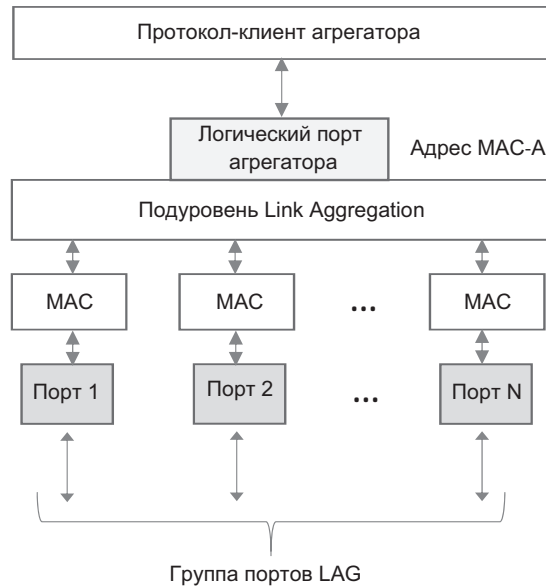 Протокол-клиент агрегатора
Логический порт
агрегатора
Адрес MAC-A
Подуровень Link Aggregation
MAC
MAC
...
MAC
Порт 1
Порт 2
...
Порт N
Группа портов LAG